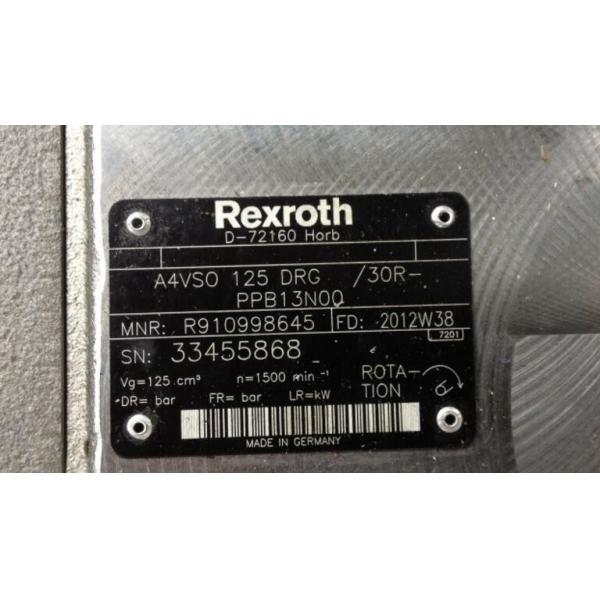 Rexroth
D-72160 Horb
A4VSO 125 DRG /30R-
PPB13N00
MNR: R910998645 FD: 2012W38
7201
SN: 33455868
Vg=125 cm³ n=1500 min⁻¹ ROTA-
TION
DR= bar FR= bar LR=kW
MADE IN GERMANY